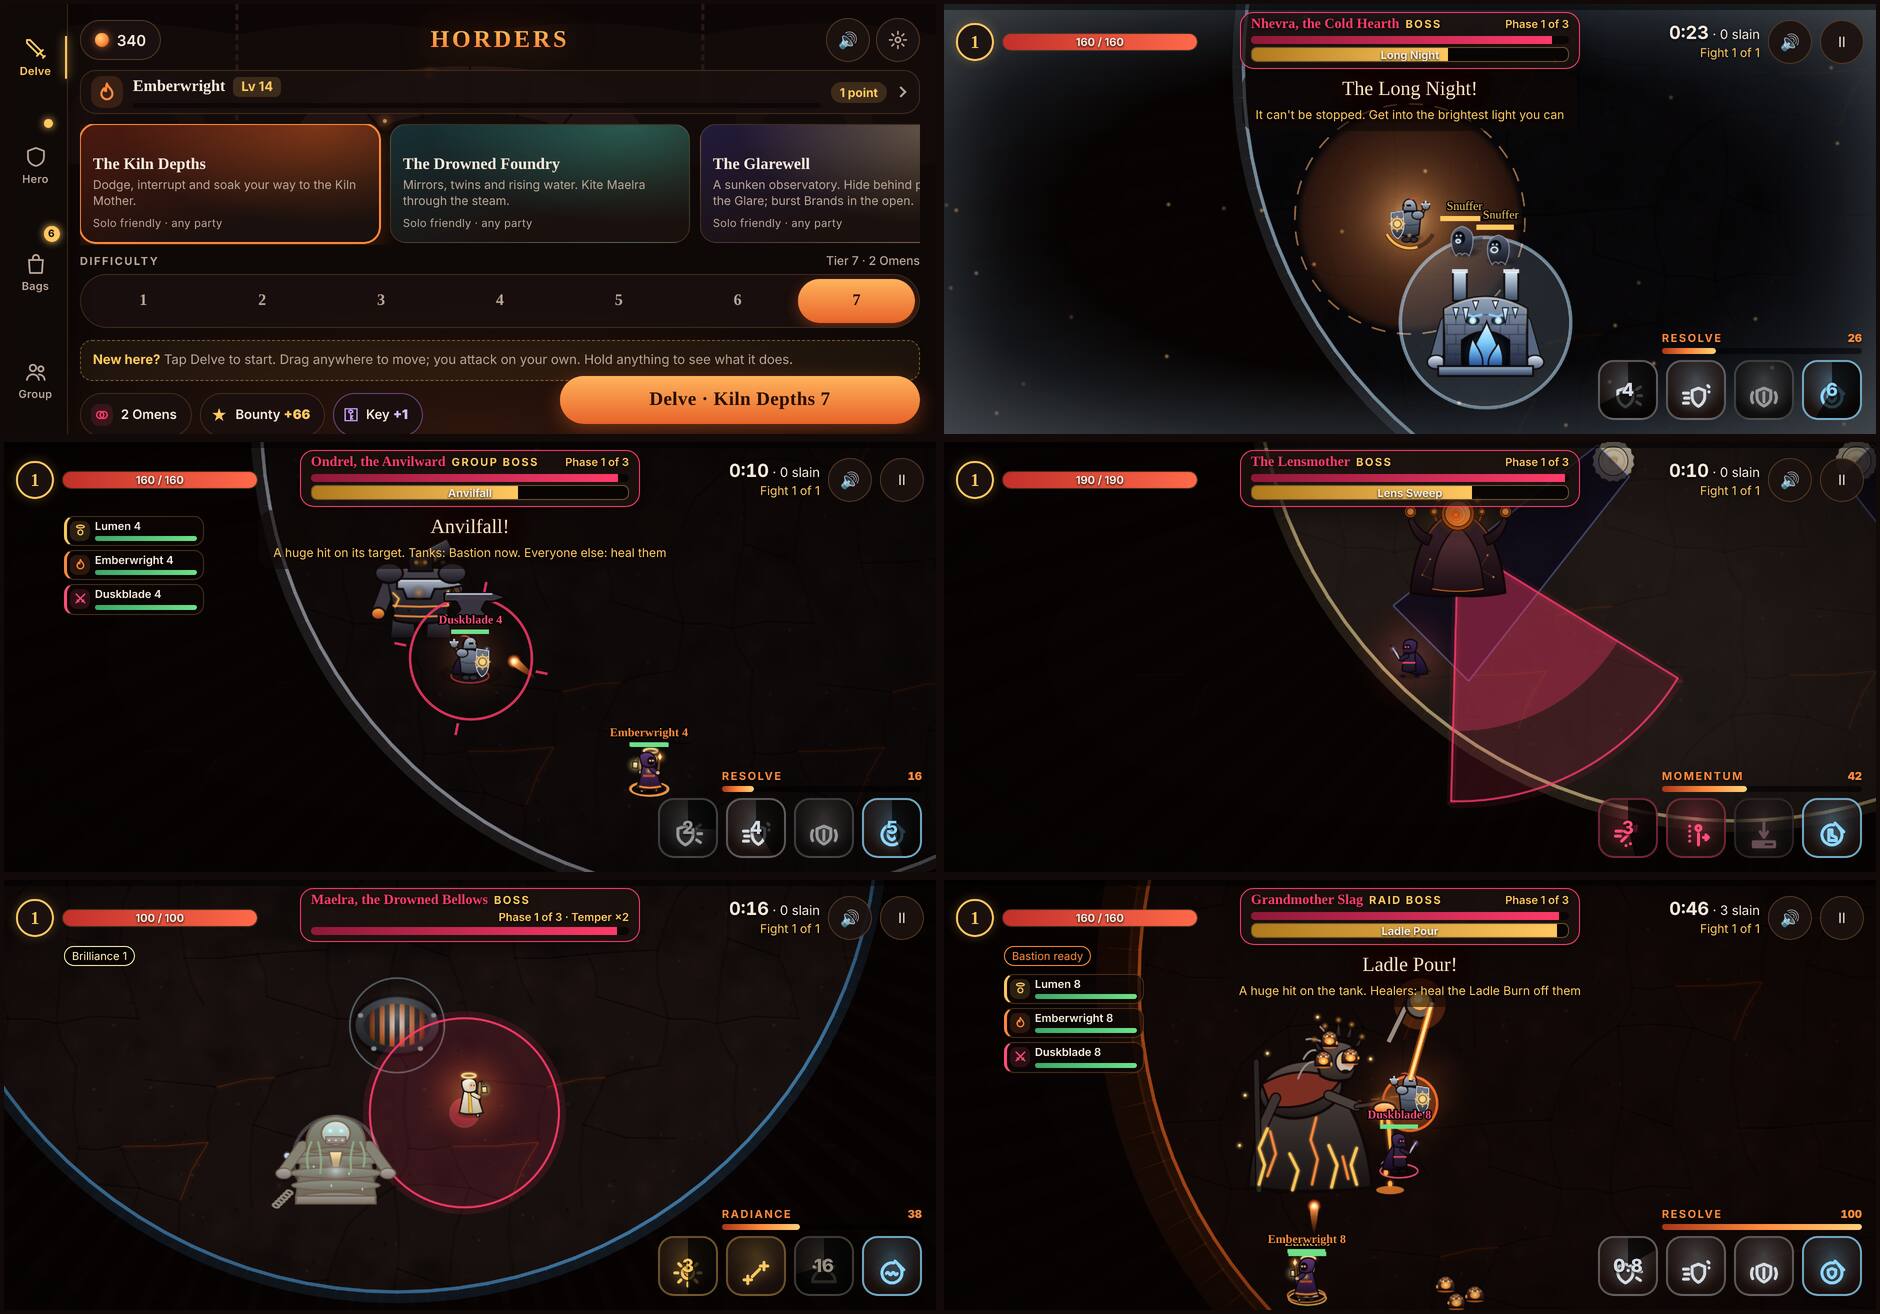 340
HORDERS
Delve
Emberwright Lv 14
1 point
Hero
6
Bags
Group
The Kiln Depths
Dodge, interrupt and soak your way to the Kiln
Mother.
Solo friendly · any party
The Drowned Foundry
Mirrors, twins and rising water. Kite Maelra
through the steam.
Solo friendly · any party
The Glarewell
A sunken observatory. Hide behind p
the Glare; burst Brands in the open.
Solo friendly · any party
DIFFICULTY
Tier 7 · 2 Omens
1 2 3 4 5 6 7
New here? Tap Delve to start. Drag anywhere to move; you attack on your own. Hold anything to see what it does.
2 Omens
Bounty +66
Key +1
Delve · Kiln Depths 7
1
160 / 160
Nhevra, the Cold Hearth BOSS Phase 1 of 3
Long Night
0:23 · 0 slain
Fight 1 of 1
The Long Night!
It can't be stopped. Get into the brightest light you can
Snuffer
Snuffer
RESOLVE 26
4
6
1
160 / 160
Ondrel, the Anvilward GROUP BOSS Phase 1 of 3
Anvilfall
0:10 · 0 slain
Fight 1 of 1
Anvilfall!
A huge hit on its target. Tanks: Bastion now. Everyone else: heal them
Lumen 4
Emberwright 4
Duskblade 4
Duskblade 4
Emberwright 4
RESOLVE 16
2
4
5
1
190 / 190
The Lensmother BOSS Phase 1 of 3
Lens Sweep
0:10 · 0 slain
Fight 1 of 1
MOMENTUM 42
3
1
100 / 100
Maelra, the Drowned Bellows BOSS
Phase 1 of 3 · Temper ×2
0:16 · 0 slain
Fight 1 of 1
Brilliance 1
RADIANCE 38
3
16
1
160 / 160
Grandmother Slag RAID BOSS Phase 1 of 3
Ladle Pour
0:46 · 3 slain
Fight 1 of 1
Ladle Pour!
A huge hit on the tank. Healers: heal the Ladle Burn off them
Bastion ready
Lumen 8
Emberwright 8
Duskblade 8
Duskblade 8
Emberwright 8
RESOLVE 100
0.8